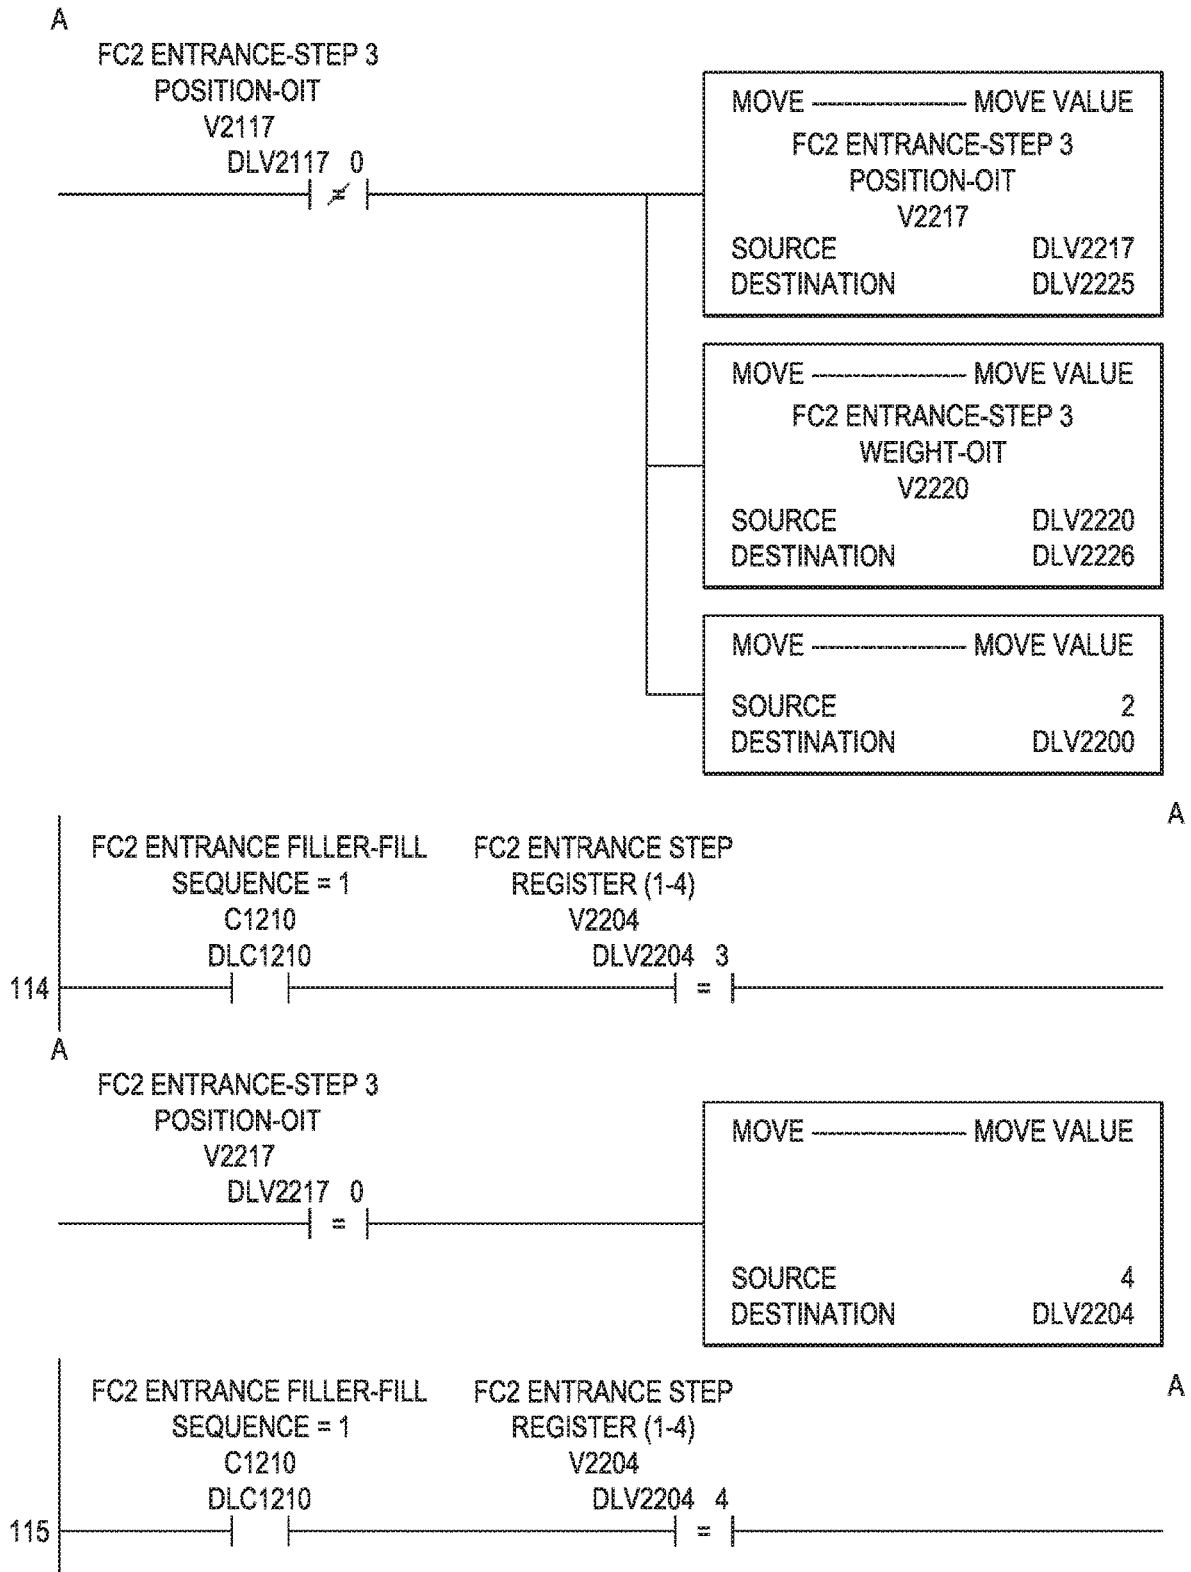 A
FC2 ENTRANCE-STEP 3
POSITION-OIT
V2117
DLV2117 0
≠
MOVE ---------------- MOVE VALUE
FC2 ENTRANCE-STEP 3
POSITION-OIT
V2217
SOURCE DLV2217
DESTINATION DLV2225
MOVE ---------------- MOVE VALUE
FC2 ENTRANCE-STEP 3
WEIGHT-OIT
V2220
SOURCE DLV2220
DESTINATION DLV2226
MOVE ---------------- MOVE VALUE
SOURCE 2
DESTINATION DLV2200
A
FC2 ENTRANCE FILLER-FILL
SEQUENCE = 1
C1210
DLC1210
FC2 ENTRANCE STEP
REGISTER (1-4)
V2204
DLV2204 3
114
=
A
FC2 ENTRANCE-STEP 3
POSITION-OIT
V2217
DLV2217 0
=
MOVE ---------------- MOVE VALUE
SOURCE 4
DESTINATION DLV2204
A
FC2 ENTRANCE FILLER-FILL
SEQUENCE = 1
C1210
DLC1210
FC2 ENTRANCE STEP
REGISTER (1-4)
V2204
DLV2204 4
115
=